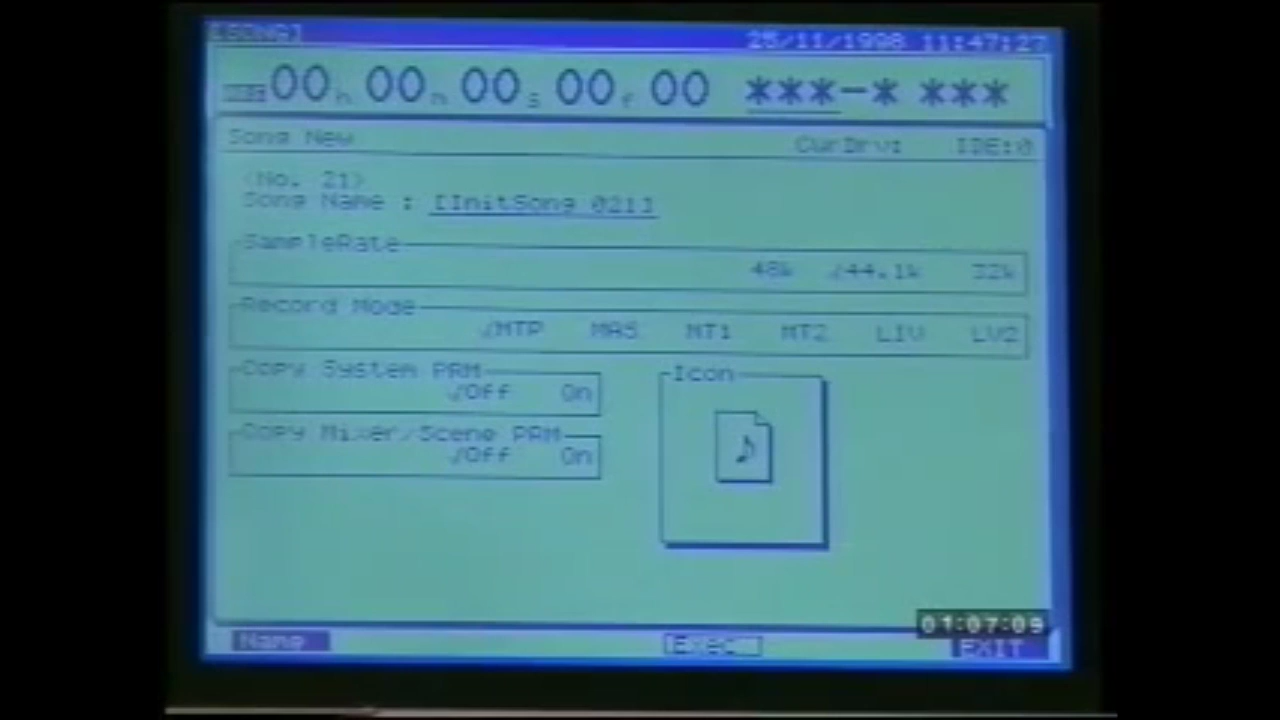 [SONG] 25/11/1998 11:47:27
00h 00m 00s 00f 00 ***-* ***
Song New CurDrv: IDE:0
(No. 21)
Song Name : [InitSong 021]
SampleRate
48k √44.1k 32k
Record Mode
√MTP MAS MT1 MT2 LIV LV2
Copy System PRM
√Off On
Icon
Copy Mixer/Scene PRM
√Off On
01:07:09
Name Exec EXIT